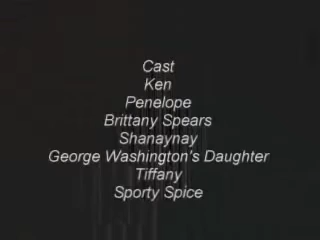 Cast
Ken
Penelope
Brittany Spears
Shanaynay
George Washington's Daughter
Tiffany
Sporty Spice